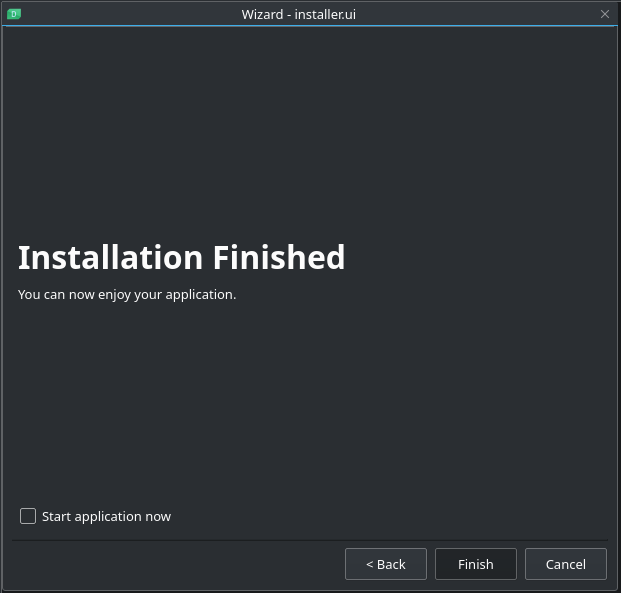 Wizard - installer.ui
Installation Finished
You can now enjoy your application.
Start application now
< Back
Finish
Cancel